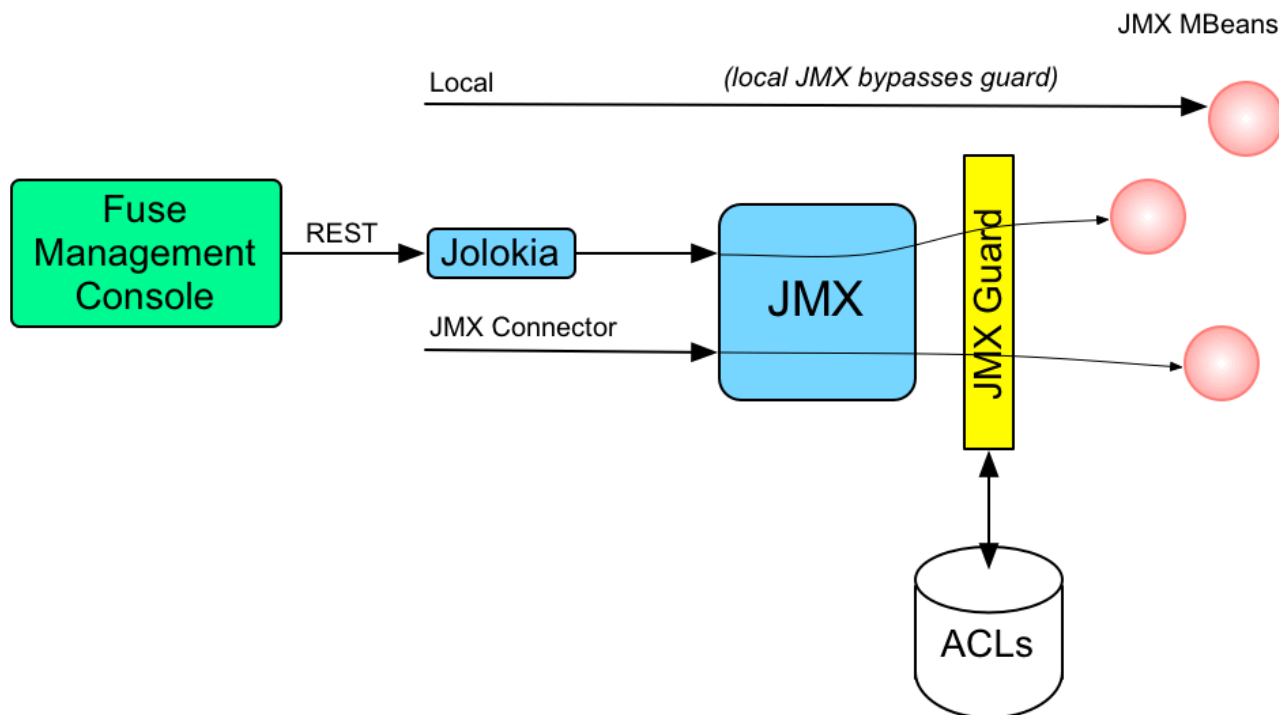 JMX MBeans
Local
(local JMX bypasses guard)
Fuse
Management
Console
REST
Jolokia
JMX Connector
JMX
JMX Guard
ACLs